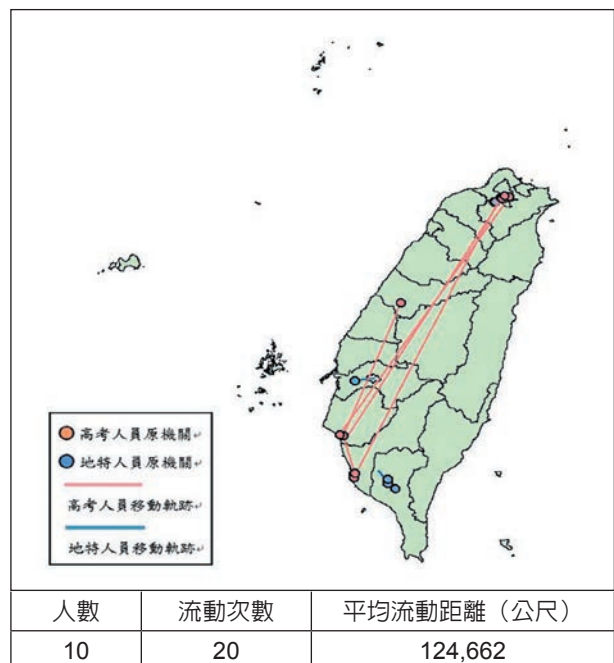 高考人員原機關
地特人員原機關
高考人員移動軌跡
地特人員移動軌跡
人數 流動次數 平均流動距離（公尺）
10 20 124,662